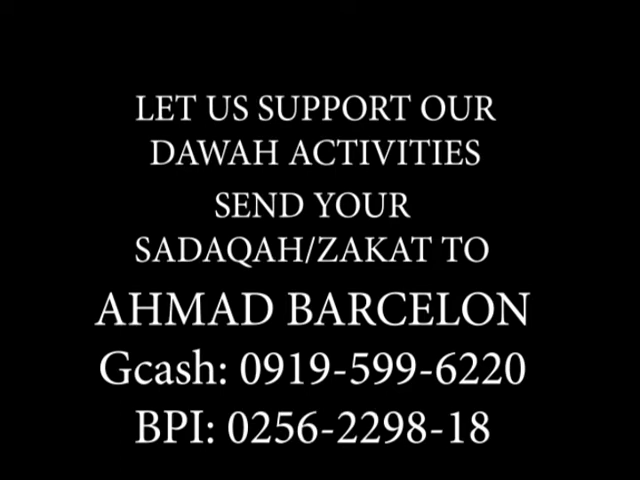 LET US SUPPORT OUR
DAWAH ACTIVITIES
SEND YOUR
SADAQAH/ZAKAT TO
AHMAD BARCELON
Gcash: 0919-599-6220
BPI: 0256-2298-18